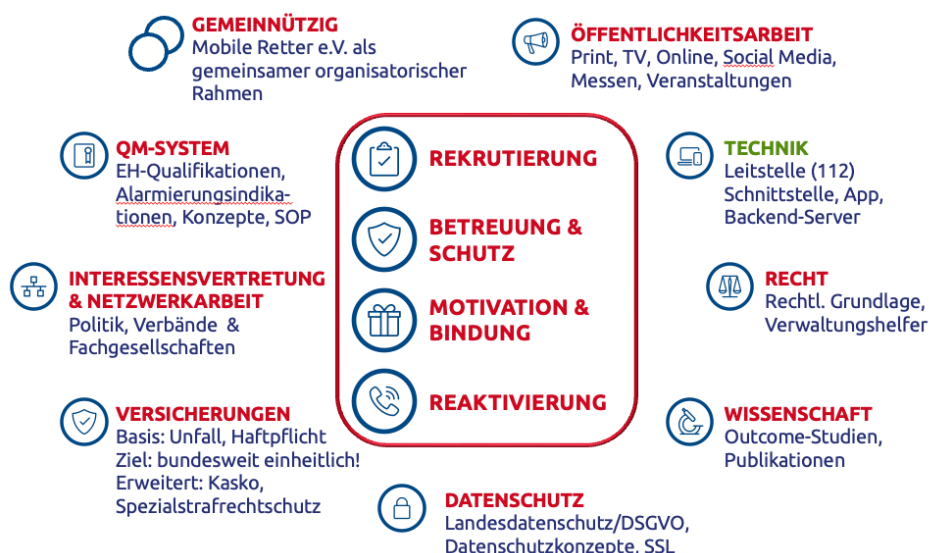 GEMEINNÜTZIG
Mobile Retter e.V. als
gemeinsamer organisatorischer
Rahmen
ÖFFENTLICHKEITSARBEIT
Print, TV, Online, Social Media,
Messen, Veranstaltungen
QM-SYSTEM
EH-Qualifikationen,
Alarmierungsindika-
tionen, Konzepte, SOP
REKRUTIERUNG
BETREUUNG &
SCHUTZ
MOTIVATION &
BINDUNG
REAKTIVIERUNG
TECHNIK
Leitstelle (112)
Schnittstelle, App,
Backend-Server
INTERESSENSVERTRETUNG
& NETZWERKARBEIT
Politik, Verbände &
Fachgesellschaften
RECHT
Rechtl. Grundlage,
Verwaltungshelfer
VERSICHERUNGEN
Basis: Unfall, Haftpflicht
Ziel: bundesweit einheitlich!
Erweitert: Kasko,
Spezialstrafrechtschutz
WISSENSCHAFT
Outcome-Studien,
Publikationen
DATENSCHUTZ
Landesdatenschutz/DSGVO,
Datenschutzkonzepte, SSL